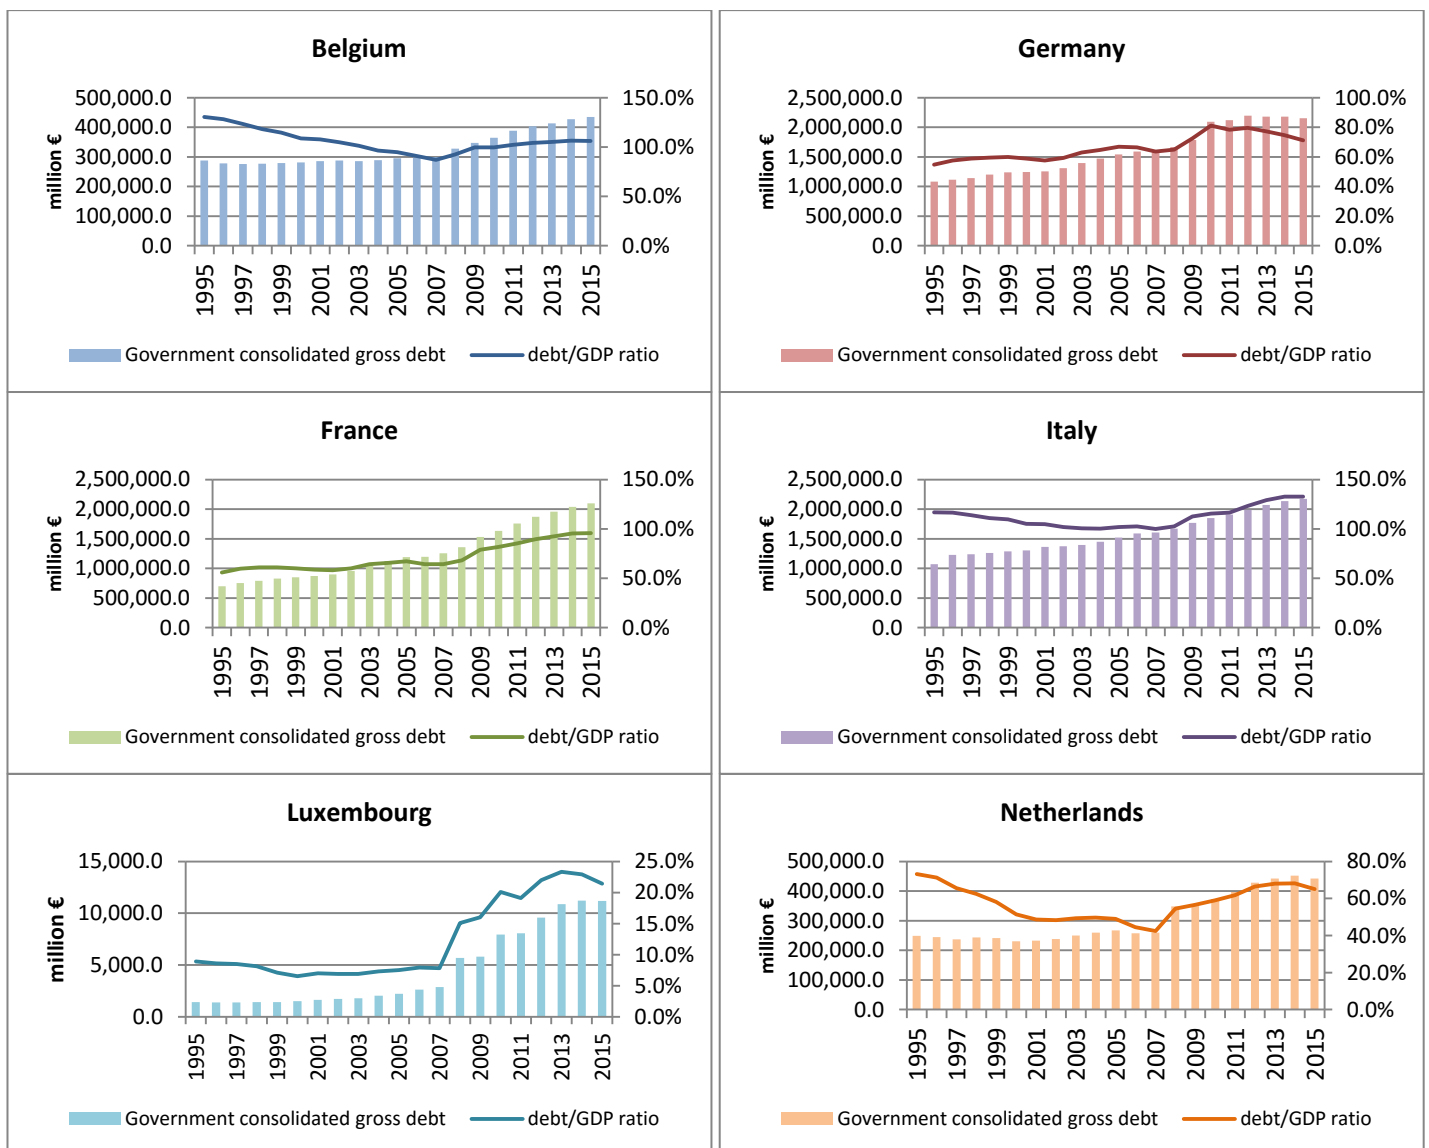 Belgium
500,000.0
400,000.0
300,000.0
200,000.0
100,000.0
0.0
million €
150.0%
100.0%
50.0%
0.0%
1995 1997 1999 2001 2003 2005 2007 2009 2011 2013 2015
Government consolidated gross debt debt/GDP ratio
Germany
2,500,000.0
2,000,000.0
1,500,000.0
1,000,000.0
500,000.0
0.0
million €
100.0%
80.0%
60.0%
40.0%
20.0%
0.0%
1995 1997 1999 2001 2003 2005 2007 2009 2011 2013 2015
Government consolidated gross debt debt/GDP ratio
France
2,500,000.0
2,000,000.0
1,500,000.0
1,000,000.0
500,000.0
0.0
million €
150.0%
100.0%
50.0%
0.0%
1995 1997 1999 2001 2003 2005 2007 2009 2011 2013 2015
Government consolidated gross debt debt/GDP ratio
Italy
2,500,000.0
2,000,000.0
1,500,000.0
1,000,000.0
500,000.0
0.0
million €
150.0%
100.0%
50.0%
0.0%
1995 1997 1999 2001 2003 2005 2007 2009 2011 2013 2015
Government consolidated gross debt debt/GDP ratio
Luxembourg
15,000.0
10,000.0
5,000.0
0.0
million €
25.0%
20.0%
15.0%
10.0%
5.0%
0.0%
1995 1997 1999 2001 2003 2005 2007 2009 2011 2013 2015
Government consolidated gross debt debt/GDP ratio
Netherlands
500,000.0
400,000.0
300,000.0
200,000.0
100,000.0
0.0
million €
80.0%
60.0%
40.0%
20.0%
0.0%
1995 1997 1999 2001 2003 2005 2007 2009 2011 2013 2015
Government consolidated gross debt debt/GDP ratio